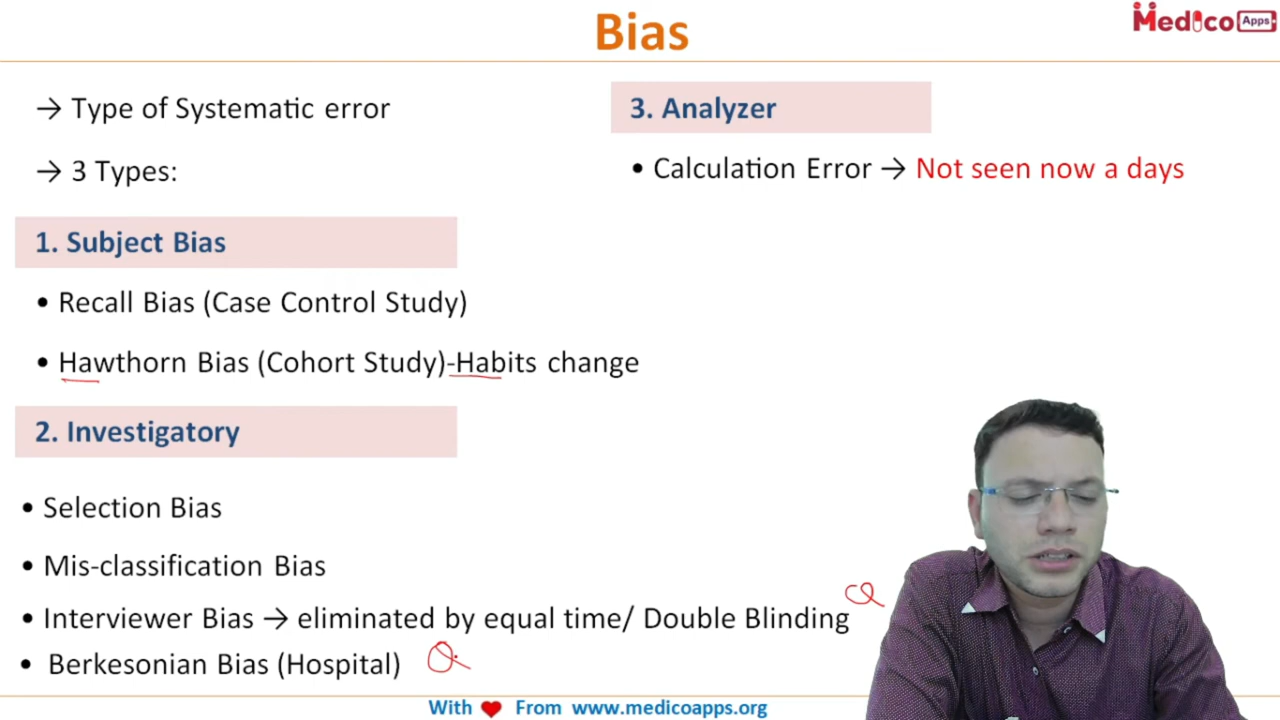 Bias
Medico Apps
→ Type of Systematic error
→ 3 Types:
1. Subject Bias
• Recall Bias (Case Control Study)
• Hawthorn Bias (Cohort Study)-Habits change
2. Investigatory
• Selection Bias
• Mis-classification Bias
• Interviewer Bias → eliminated by equal time/ Double Blinding
• Berkesonian Bias (Hospital)
3. Analyzer
• Calculation Error → Not seen now a days
With ❤ From www.medicoapps.org